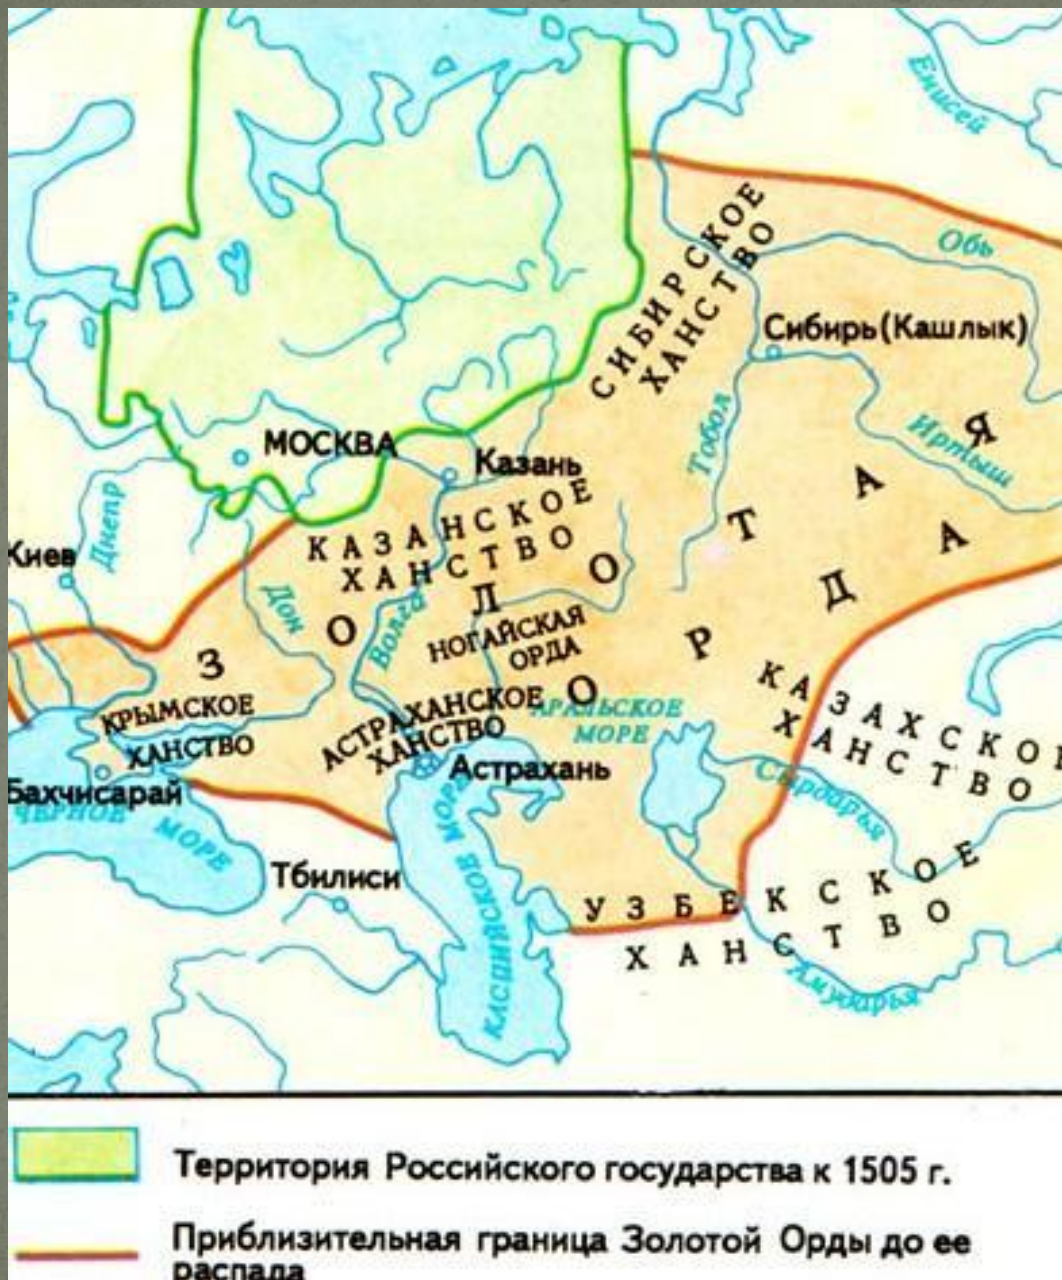 Енисей
Обь
СИБИРСКОЕ
ХАНСТВО
Сибирь(Кашлык)
Иртыш
Тобол
МОСКВА
Казань
КАЗАНСКОЕ
ХАНСТВО
Днепр
Киев
Дон
Волга
ЗОЛОТАЯ
ОРДА
НОГАЙСКАЯ
ОРДА
КРЫМСКОЕ
ХАНСТВО
АСТРАХАНСКОЕ
ХАНСТВО
АРАЛЬСКОЕ
МОРЕ
КАЗАХСКОЕ
ХАНСТВО
Астрахань
Бахчисарай
ЧЕРНОЕ
МОРЕ
Сырдарья
Тбилиси
КАСПИЙСКОЕ МОРЕ
УЗБЕКСКОЕ
ХАНСТВО
Амударья
Территория Российского государства к 1505 г.
Приблизительная граница Золотой Орды до ее
распада